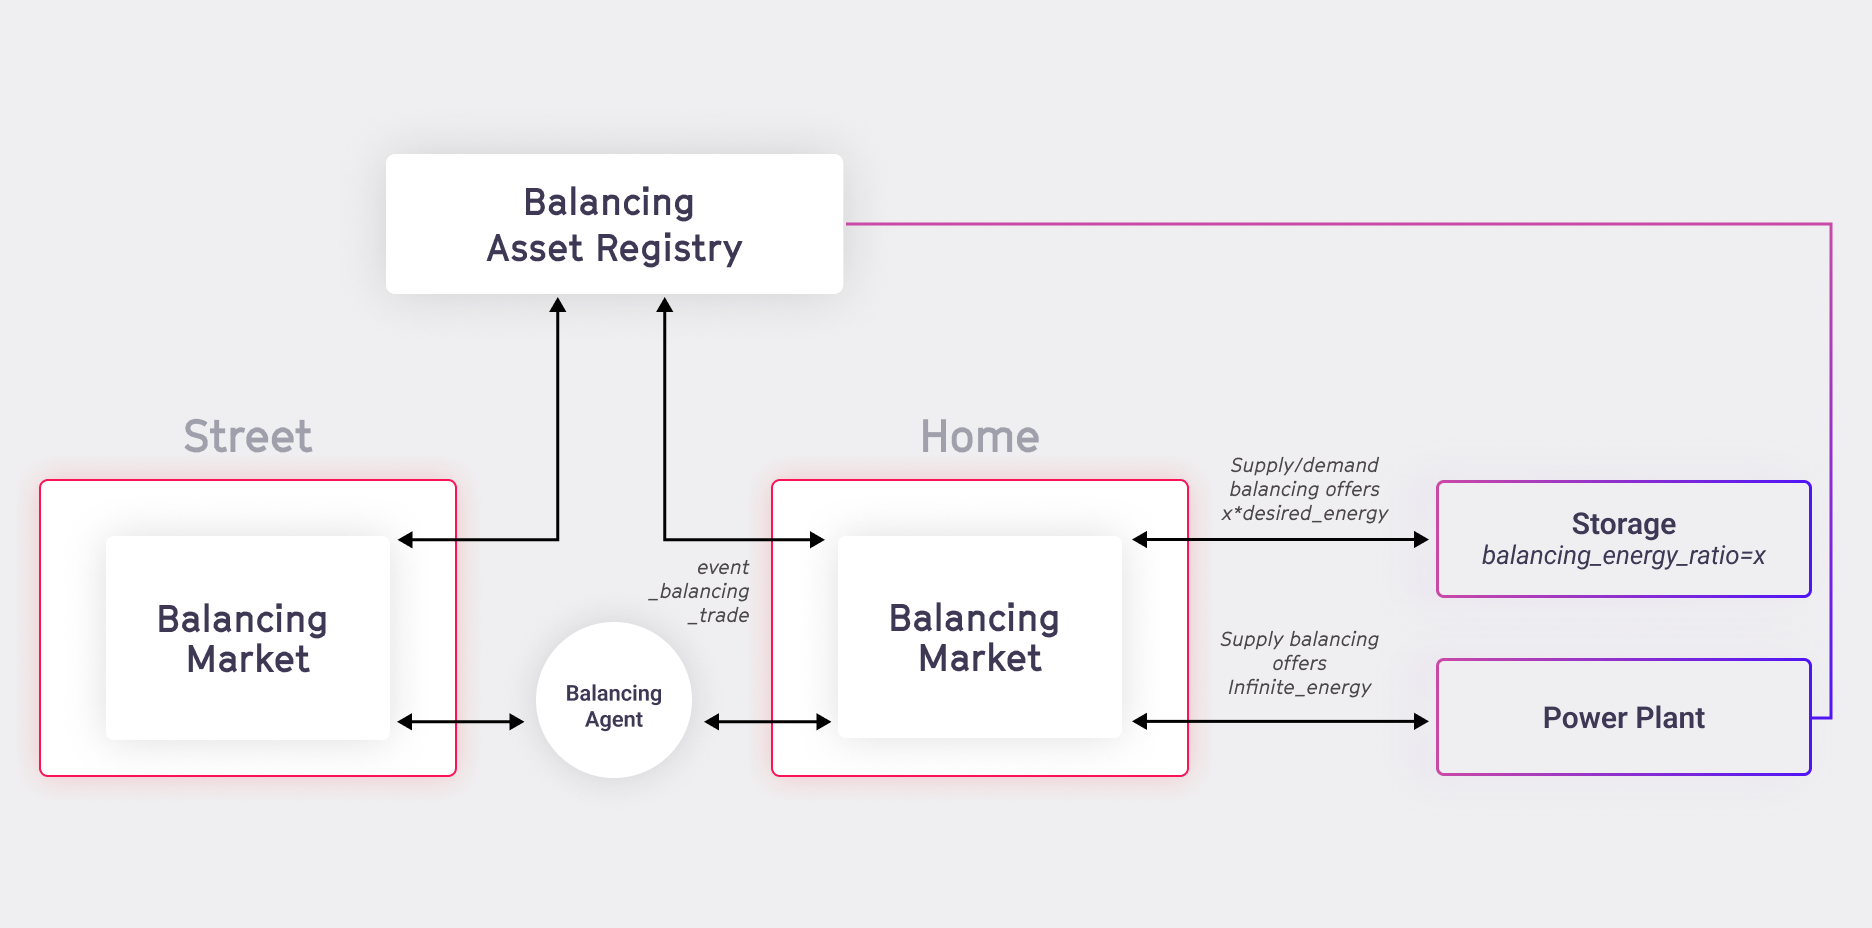 Balancing
Asset Registry
Street
Home
Supply/demand
balancing offers
x*desired_energy
Storage
balancing_energy_ratio=x
event
_balancing
_trade
Balancing
Market
Balancing
Market
Supply balancing
offers
Infinite_energy
Balancing
Agent
Power Plant